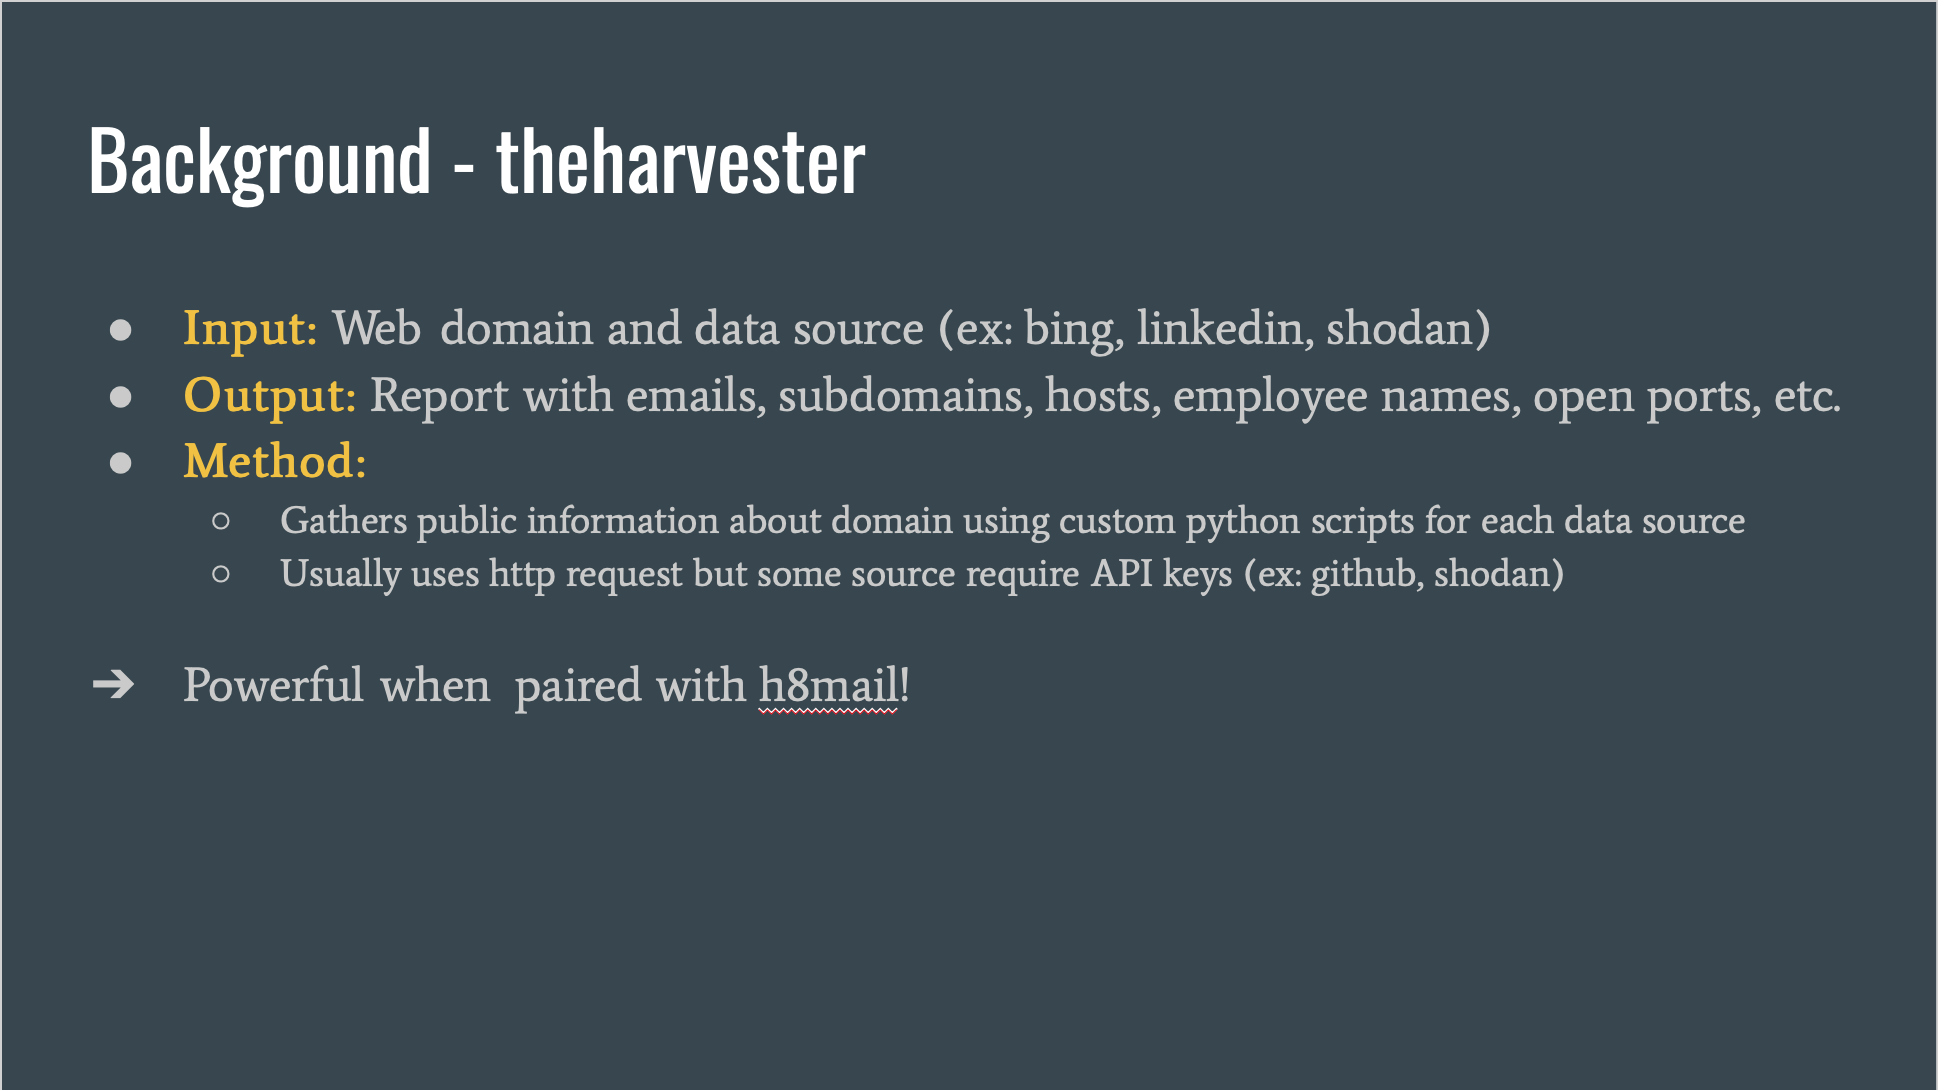 Background - theharvester
● Input: Web domain and data source (ex: bing, linkedin, shodan)
● Output: Report with emails, subdomains, hosts, employee names, open ports, etc.
● Method:
○ Gathers public information about domain using custom python scripts for each data source
○ Usually uses http request but some source require API keys (ex: github, shodan)
➔ Powerful when paired with h8mail!